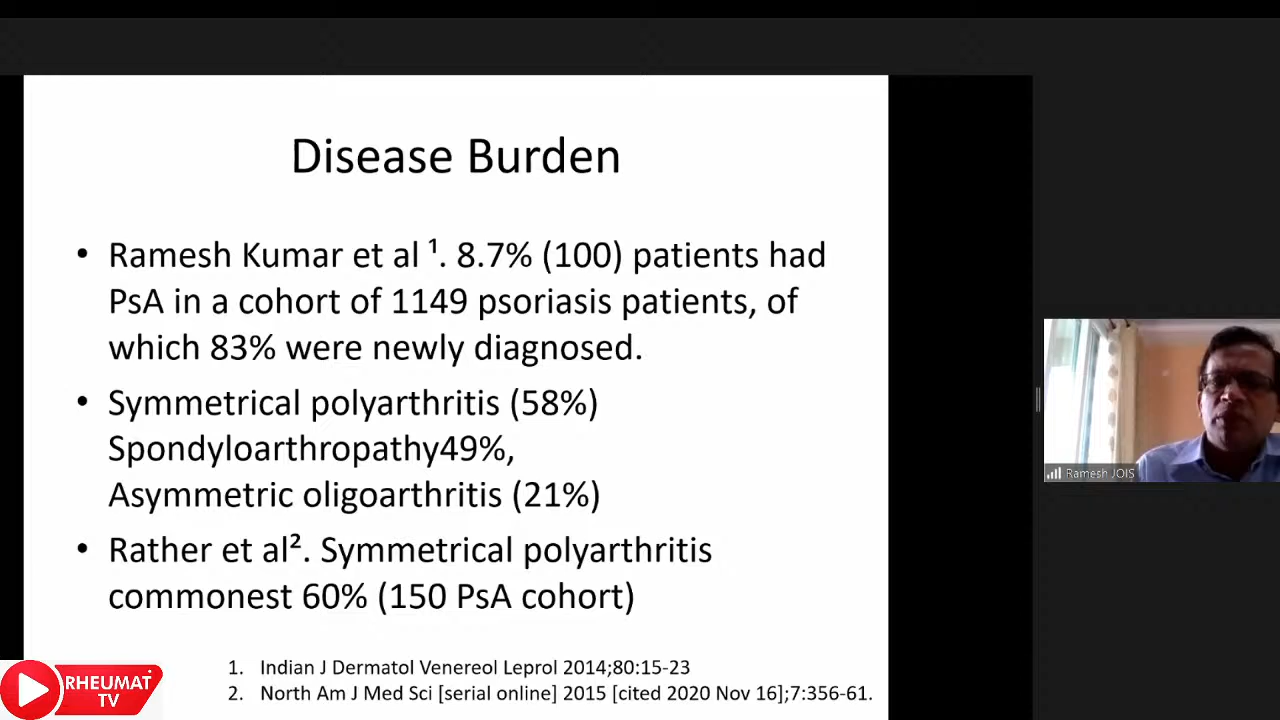 Disease Burden
• Ramesh Kumar et al ¹. 8.7% (100) patients had
PsA in a cohort of 1149 psoriasis patients, of
which 83% were newly diagnosed.
• Symmetrical polyarthritis (58%)
Spondyloarthropathy49%,
Asymmetric oligoarthritis (21%)
• Rather et al². Symmetrical polyarthritis
commonest 60% (150 PsA cohort)
1. Indian J Dermatol Venereol Leprol 2014;80:15-23
2. North Am J Med Sci [serial online] 2015 [cited 2020 Nov 16];7:356-61.
Ramesh JOIS
RHEUMAT
TV